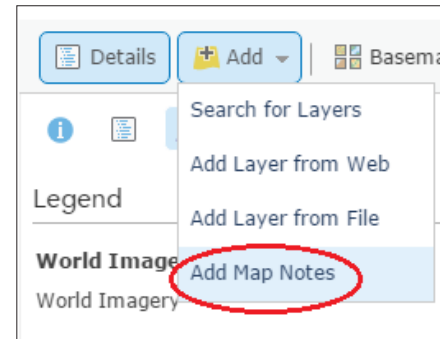 Details Add Basema
Search for Layers
Add Layer from Web
Legend
Add Layer from File
World Image
Add Map Notes
World Imagery